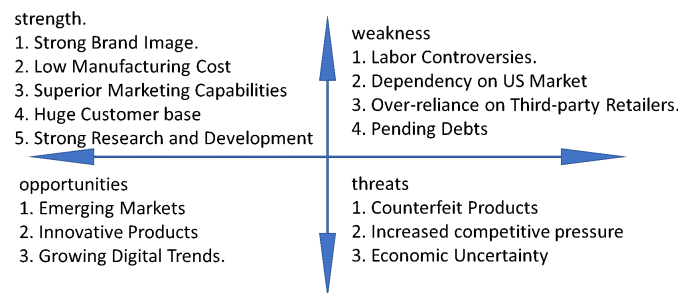 strength.
1. Strong Brand Image.
2. Low Manufacturing Cost
3. Superior Marketing Capabilities
4. Huge Customer base
5. Strong Research and Development
weakness
1. Labor Controversies.
2. Dependency on US Market
3. Over-reliance on Third-party Retailers.
4. Pending Debts
opportunities
1. Emerging Markets
2. Innovative Products
3. Growing Digital Trends.
threats
1. Counterfeit Products
2. Increased competitive pressure
3. Economic Uncertainty